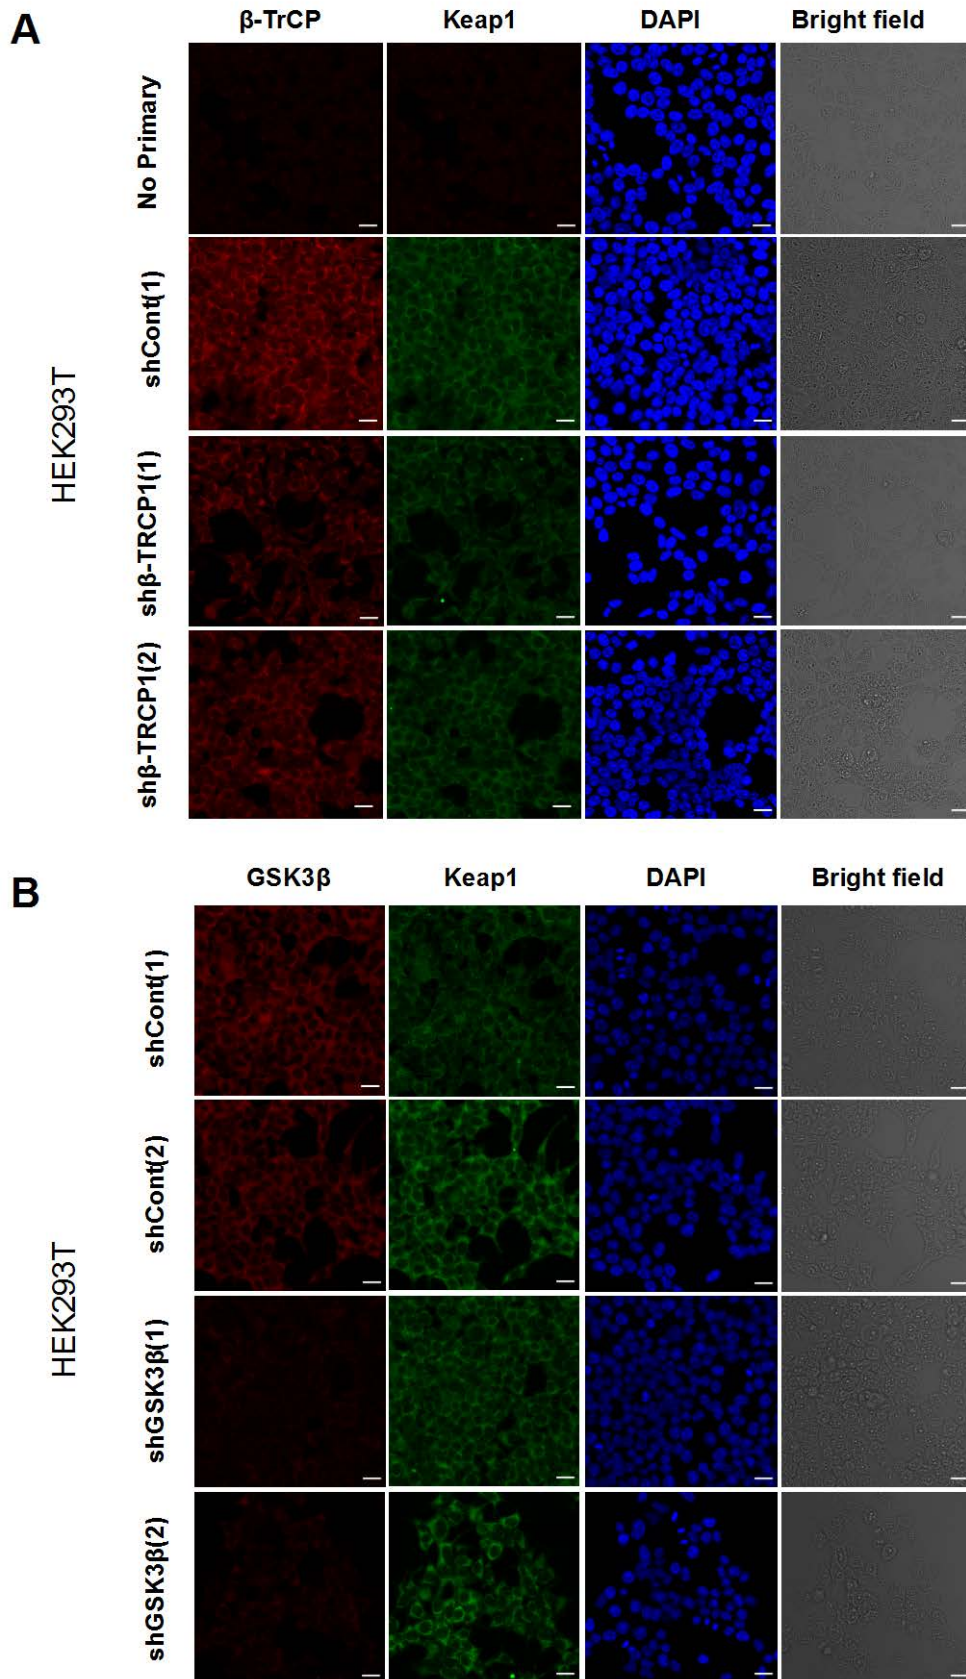 A
β-TrCP Keap1 DAPI Bright field
HEK293T
No Primary
shCont(1)
shβ-TRCP1(1)
shβ-TRCP1(2)
B
GSK3β Keap1 DAPI Bright field
HEK293T
shCont(1)
shCont(2)
shGSK3β(1)
shGSK3β(2)